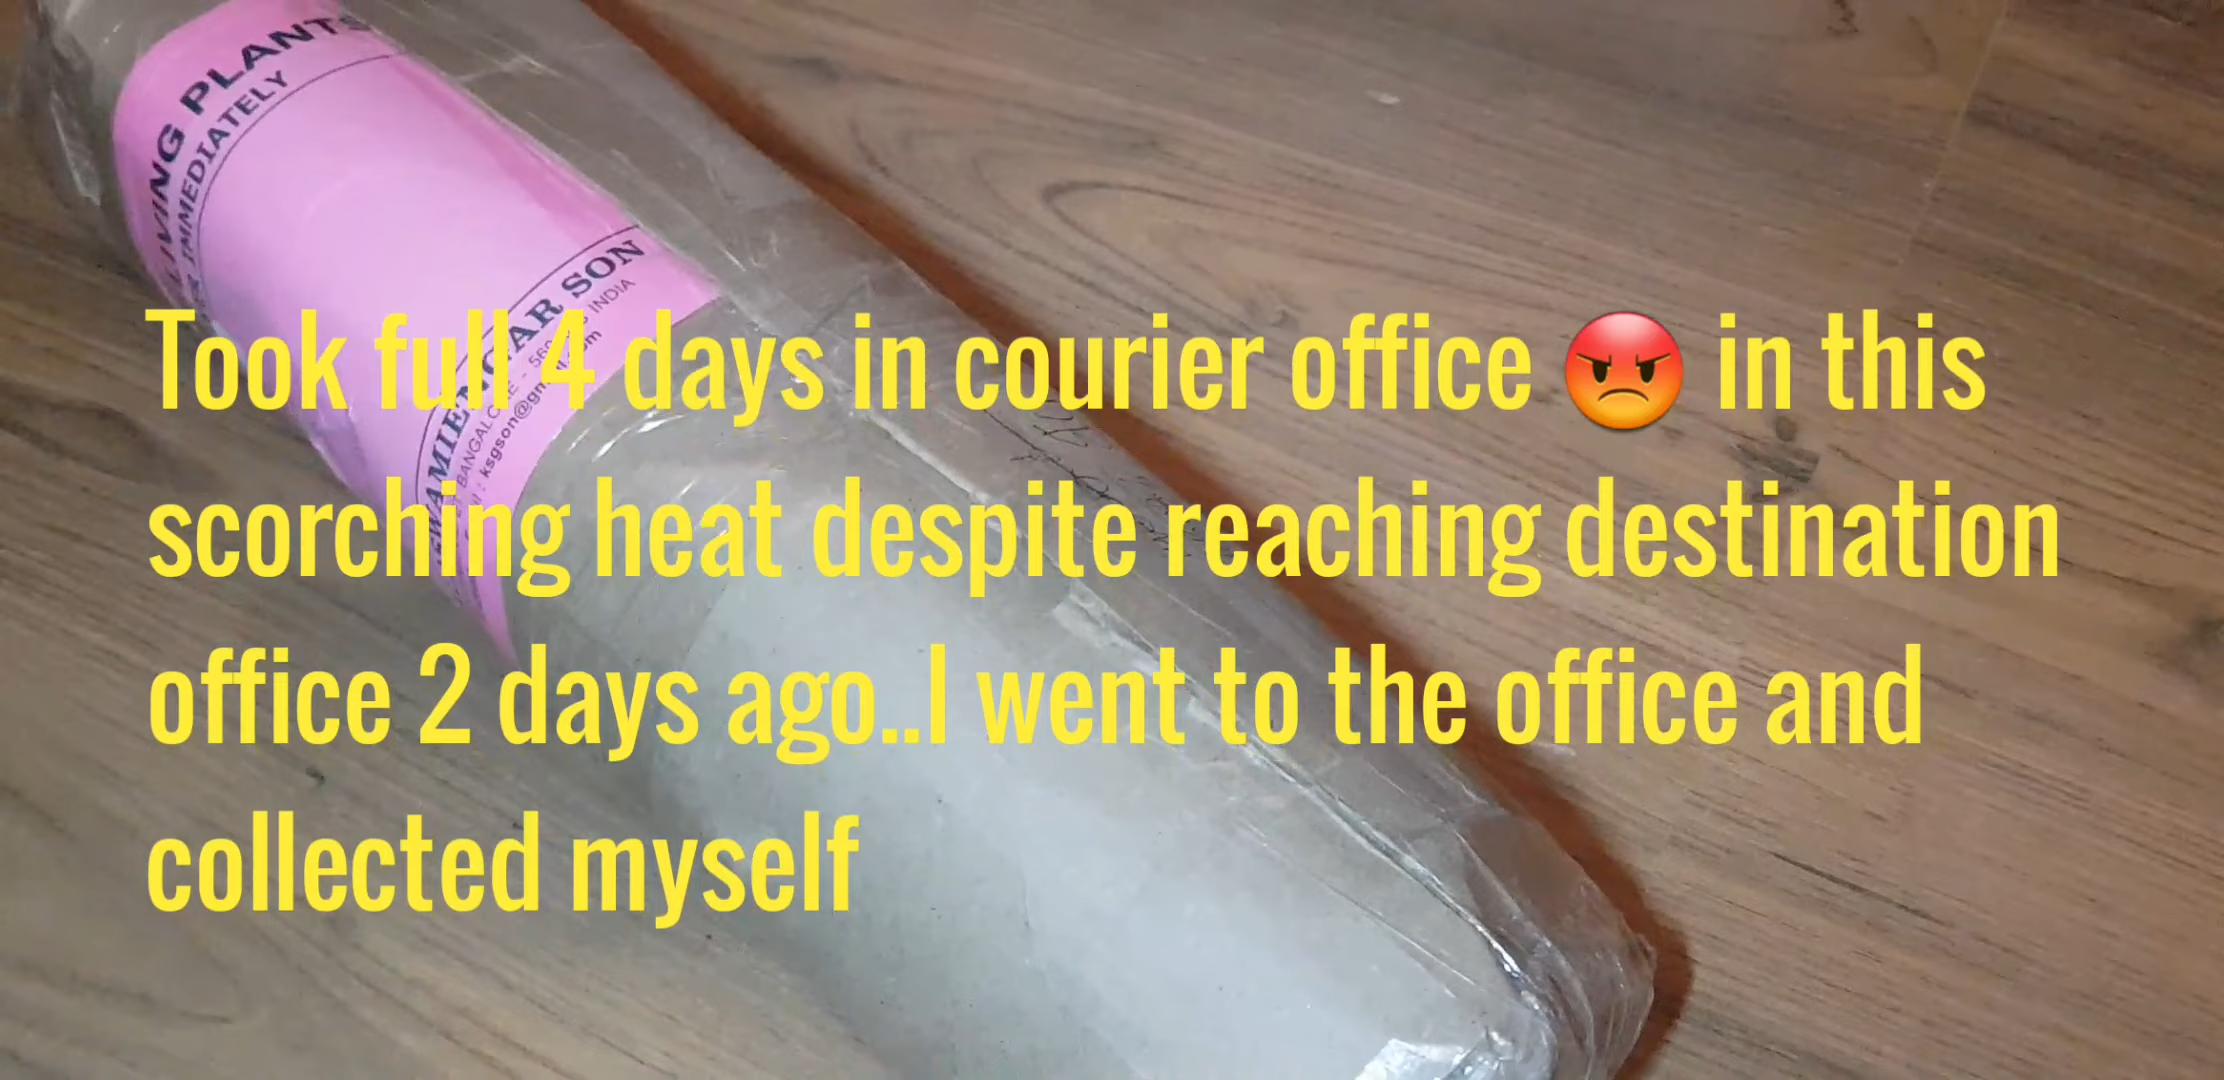 LIVING PLANTS
IMMEDIATELY
AR SON
INDIA
Took full 4 days in courier office 😡 in this
scorching heat despite reaching destination
office 2 days ago..I went to the office and
collected myself